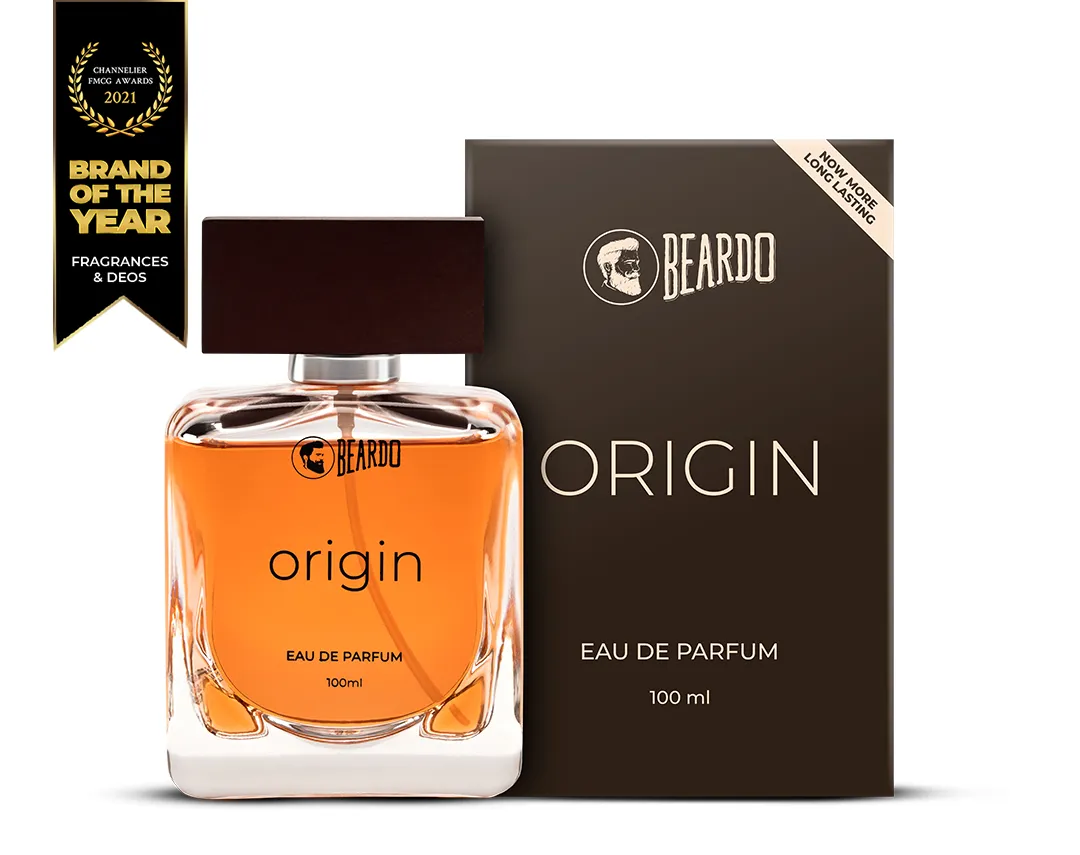 CHANNELIER
FMCG AWARDS
2021
BRAND
OF THE
YEAR
FRAGRANCES
& DEOS
NOW MORE
LONG LASTING
BEARDO
ORIGIN
EAU DE PARFUM
100 ml
BEARDO
origin
EAU DE PARFUM
100ml